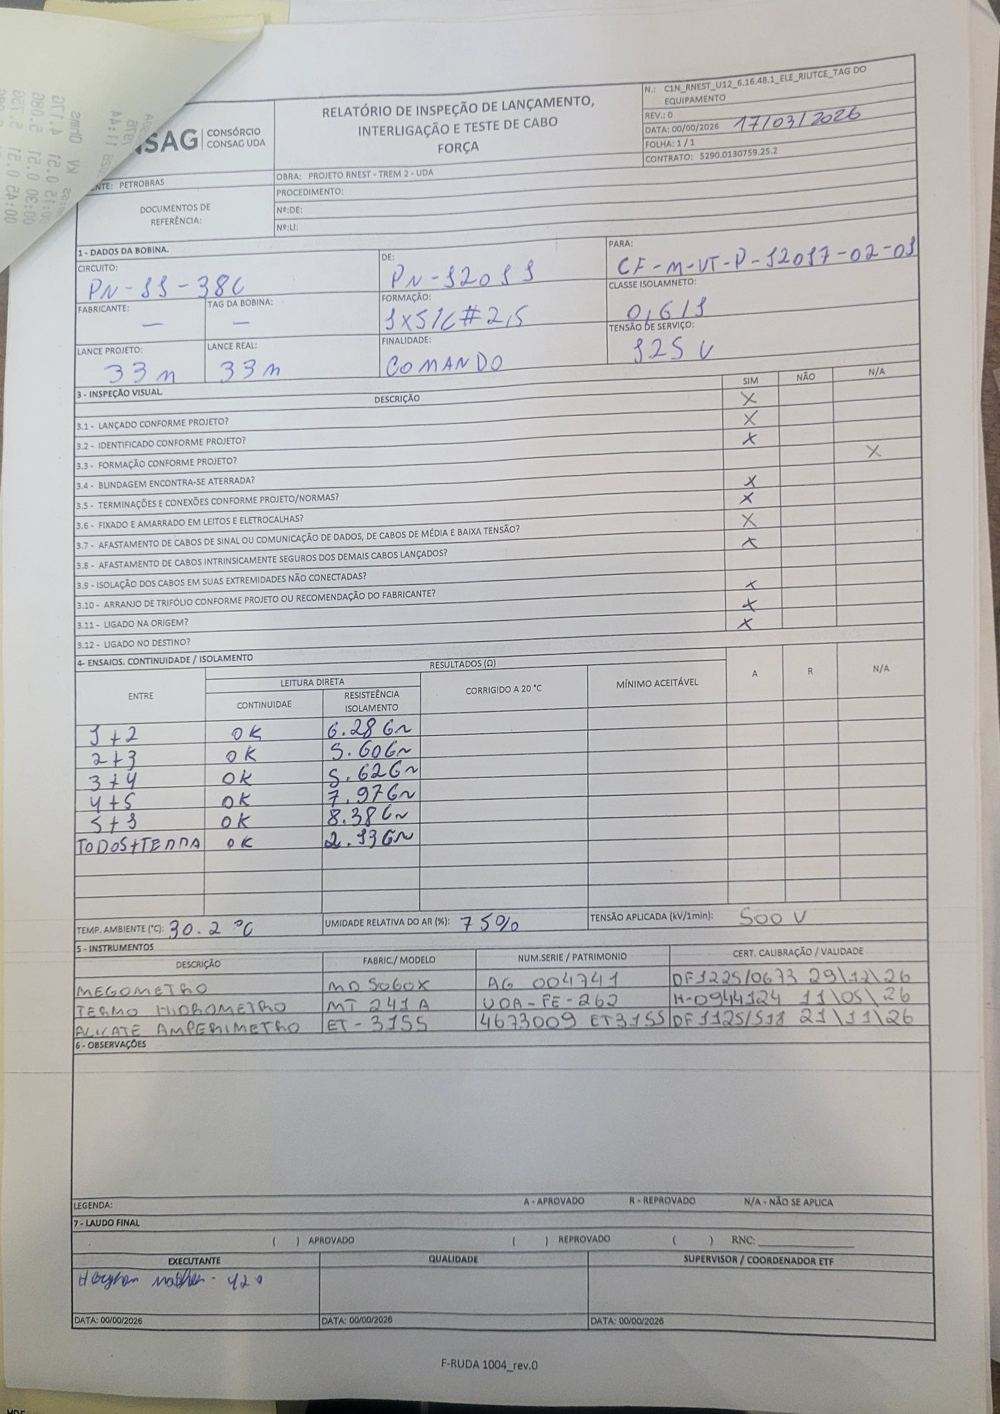 NSAG
CONSÓRCIO
CONSAG UDA
RELATÓRIO DE INSPEÇÃO DE LANÇAMENTO,
INTERLIGAÇÃO E TESTE DE CABO
FORÇA
N.: C1N_RNEST_U12_6.16.48.1_ELE_RIUTCE_TAG DO
EQUIPAMENTO
REV.: 0
DATA: 00/00/2026 17/03/2026
FOLHA: 1 / 1
CONTRATO: 5290.0130759.25.2
ENTE: PETROBRAS
OBRA: PROJETO RNEST - TREM 2 - UDA
DOCUMENTOS DE
REFERÊNCIA:
PROCEDIMENTO:
Nº:DE:
Nº:LI:
1 - DADOS DA BOBINA.
CIRCUITO:
PN-11-38C
DE:
PN-12011
PARA:
CF-M-VT-P-12017-02-01
FABRICANTE:
—
TAG DA BOBINA:
—
FORMAÇÃO:
1X5/C#2,5
CLASSE ISOLAMNETO:
0,6/1
LANCE PROJETO:
33 m
LANCE REAL:
33 m
FINALIDADE:
COMANDO
TENSÃO DE SERVIÇO:
125 V
3 - INSPEÇÃO VISUAL
DESCRIÇÃO
SIM NÃO N/A
X
3.1 - LANÇADO CONFORME PROJETO? X
3.2 - IDENTIFICADO CONFORME PROJETO? X
3.3 - FORMAÇÃO CONFORME PROJETO? X
3.4 - BLINDAGEM ENCONTRA-SE ATERRADA? X
3.5 - TERMINAÇÕES E CONEXÕES CONFORME PROJETO/NORMAS? X
3.6 - FIXADO E AMARRADO EM LEITOS E ELETROCALHAS? X
3.7 - AFASTAMENTO DE CABOS DE SINAL OU COMUNICAÇÃO DE DADOS, DE CABOS DE MÉDIA E BAIXA TENSÃO? X
3.8 - AFASTAMENTO DE CABOS INTRINSICAMENTE SEGUROS DOS DEMAIS CABOS LANÇADOS?
3.9 - ISOLAÇÃO DOS CABOS EM SUAS EXTREMIDADES NÃO CONECTADAS? X
3.10 - ARRANJO DE TRIFÓLIO CONFORME PROJETO OU RECOMENDAÇÃO DO FABRICANTE? X
3.11 - LIGADO NA ORIGEM? X
3.12 - LIGADO NO DESTINO?
4- ENSAIOS. CONTINUIDADE / ISOLAMENTO
RESULTADOS (Ω)
ENTRE
LEITURA DIRETA
CONTINUIDAE
RESISTEÊNCIA
ISOLAMENTO
CORRIGIDO A 20 °C
MÍNIMO ACEITÁVEL
A R N/A
1+2 OK 6.28GΩ
2+3 OK 5.60GΩ
3+4 OK 5.62GΩ
4+5 OK 7.97GΩ
5+1 OK 8.38GΩ
TODOS+TERRA OK 2.13GΩ
TEMP. AMBIENTE (°C): 30.2 °C
UMIDADE RELATIVA DO AR (%): 75%
TENSÃO APLICADA (kV/1min): 500 V
5 - INSTRUMENTOS
DESCRIÇÃO FABRIC./ MODELO NUM.SERIE / PATRIMONIO CERT. CALIBRAÇÃO / VALIDADE
MEGOMETRO MD5060X AG 004741 DF1225/0673 29\12\26
TERMO HIDROMETRO MT 241A UDA-FE-262 H-0944124 11\05\26
ALICATE AMPERIMETRO ET-3155 4673009 ET3155 DF1125/518 21\11\26
6 - OBSERVAÇÕES
LEGENDA: A - APROVADO R - REPROVADO N/A - NÃO SE APLICA
7 - LAUDO FINAL
( ) APROVADO ( ) REPROVADO ( ) RNC:
EXECUTANTE QUALIDADE SUPERVISOR / COORDENADOR ETF
DATA: 00/00/2026 DATA: 00/00/2026 DATA: 00/00/2026
F-RUDA 1004_rev.0